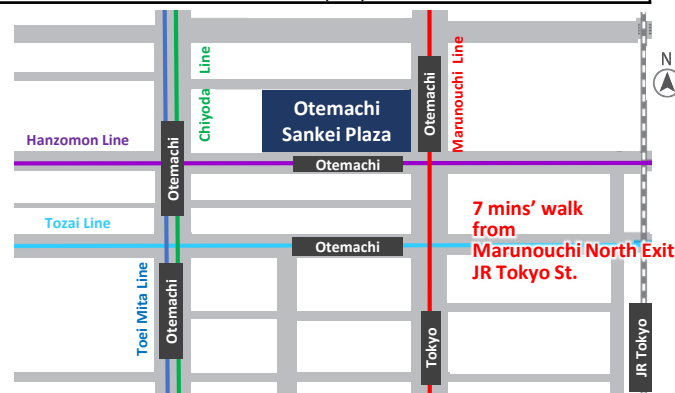 Chiyoda Line
Otemachi
Sankei Plaza
Otemachi
Marunouchi Line
N
Hanzomon Line
Otemachi
Otemachi
Tozai Line
Otemachi
7 mins' walk
from
Marunouchi North Exit
JR Tokyo St.
Toei Mita Line
Otemachi
Tokyo
JR Tokyo